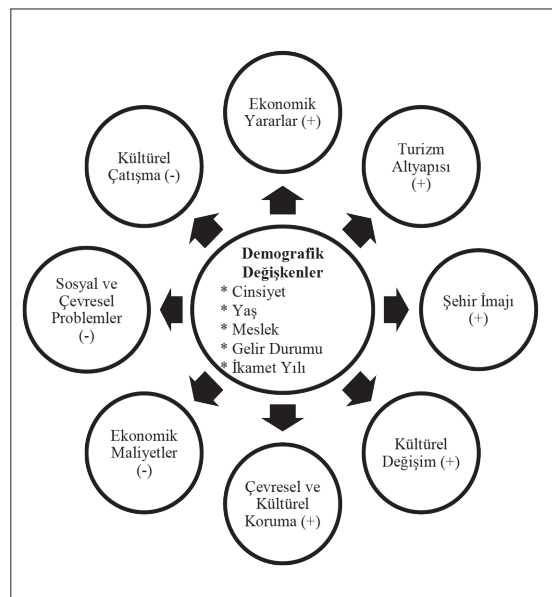 Ekonomik
Yararlar (+)
Turizm
Altyapısı
(+)
Şehir İmajı
(+)
Kültürel
Değişim (+)
Çevresel ve
Kültürel
Koruma (+)
Ekonomik
Maliyetler
(-)
Sosyal ve
Çevresel
Problemler
(-)
Kültürel
Çatışma (-)
Demografik
Değişkenler
* Cinsiyet
* Yaş
* Meslek
* Gelir Durumu
* İkamet Yılı